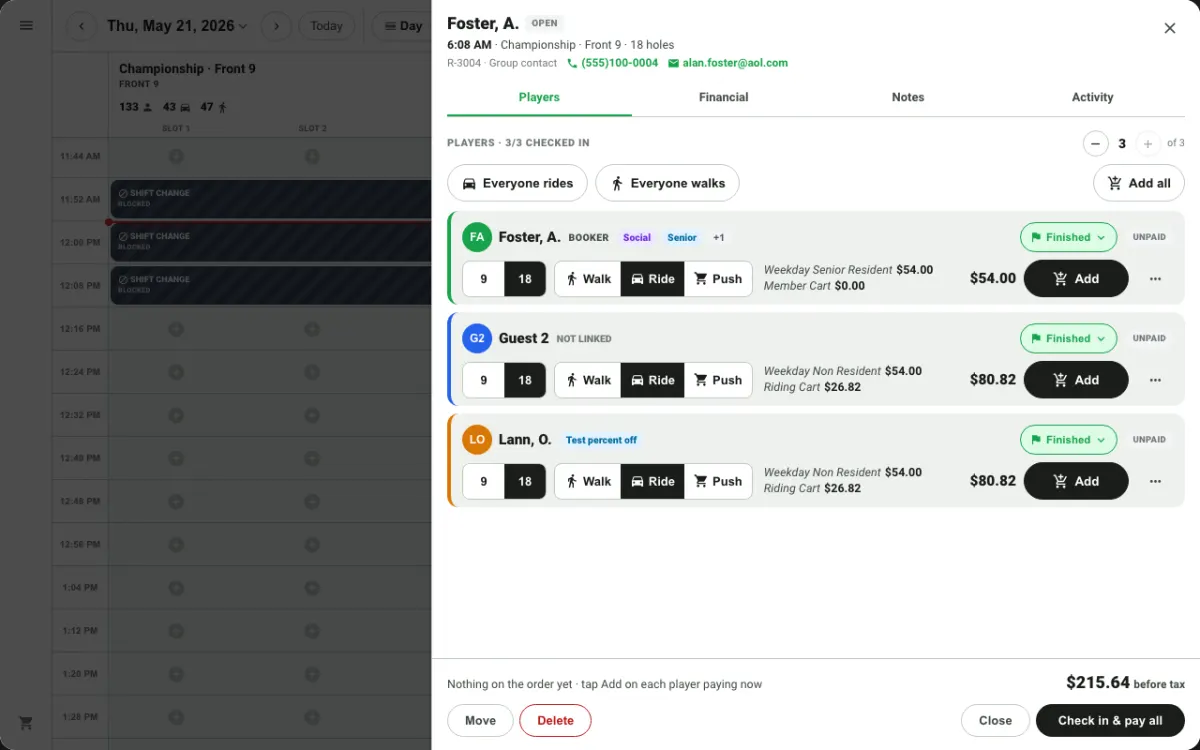 Thu, May 21, 2026
Today
Day
Championship · Front 9
FRONT 9
133 43 47
SLOT 1 SLOT 2
11:44 AM
11:52 AM
SHIFT CHANGE
BLOCKED
12:00 PM
SHIFT CHANGE
BLOCKED
12:08 PM
SHIFT CHANGE
BLOCKED
12:16 PM
12:24 PM
12:32 PM
12:40 PM
12:48 PM
12:56 PM
1:04 PM
1:12 PM
1:20 PM
1:28 PM
Foster, A. OPEN
6:08 AM · Championship · Front 9 · 18 holes
R-3004 · Group contact (555)100-0004 alan.foster@aol.com
Players Financial Notes Activity
PLAYERS · 3/3 CHECKED IN
− 3 + of 3
Everyone rides Everyone walks Add all
FA Foster, A. BOOKER Social Senior +1 Finished UNPAID
9 18 Walk Ride Push
Weekday Senior Resident $54.00
Member Cart $0.00
$54.00 Add ···
G2 Guest 2 NOT LINKED Finished UNPAID
9 18 Walk Ride Push
Weekday Non Resident $54.00
Riding Cart $26.82
$80.82 Add ···
LO Lann, O. Test percent off Finished UNPAID
9 18 Walk Ride Push
Weekday Non Resident $54.00
Riding Cart $26.82
$80.82 Add ···
Nothing on the order yet · tap Add on each player paying now
$215.64 before tax
Move Delete Close Check in & pay all